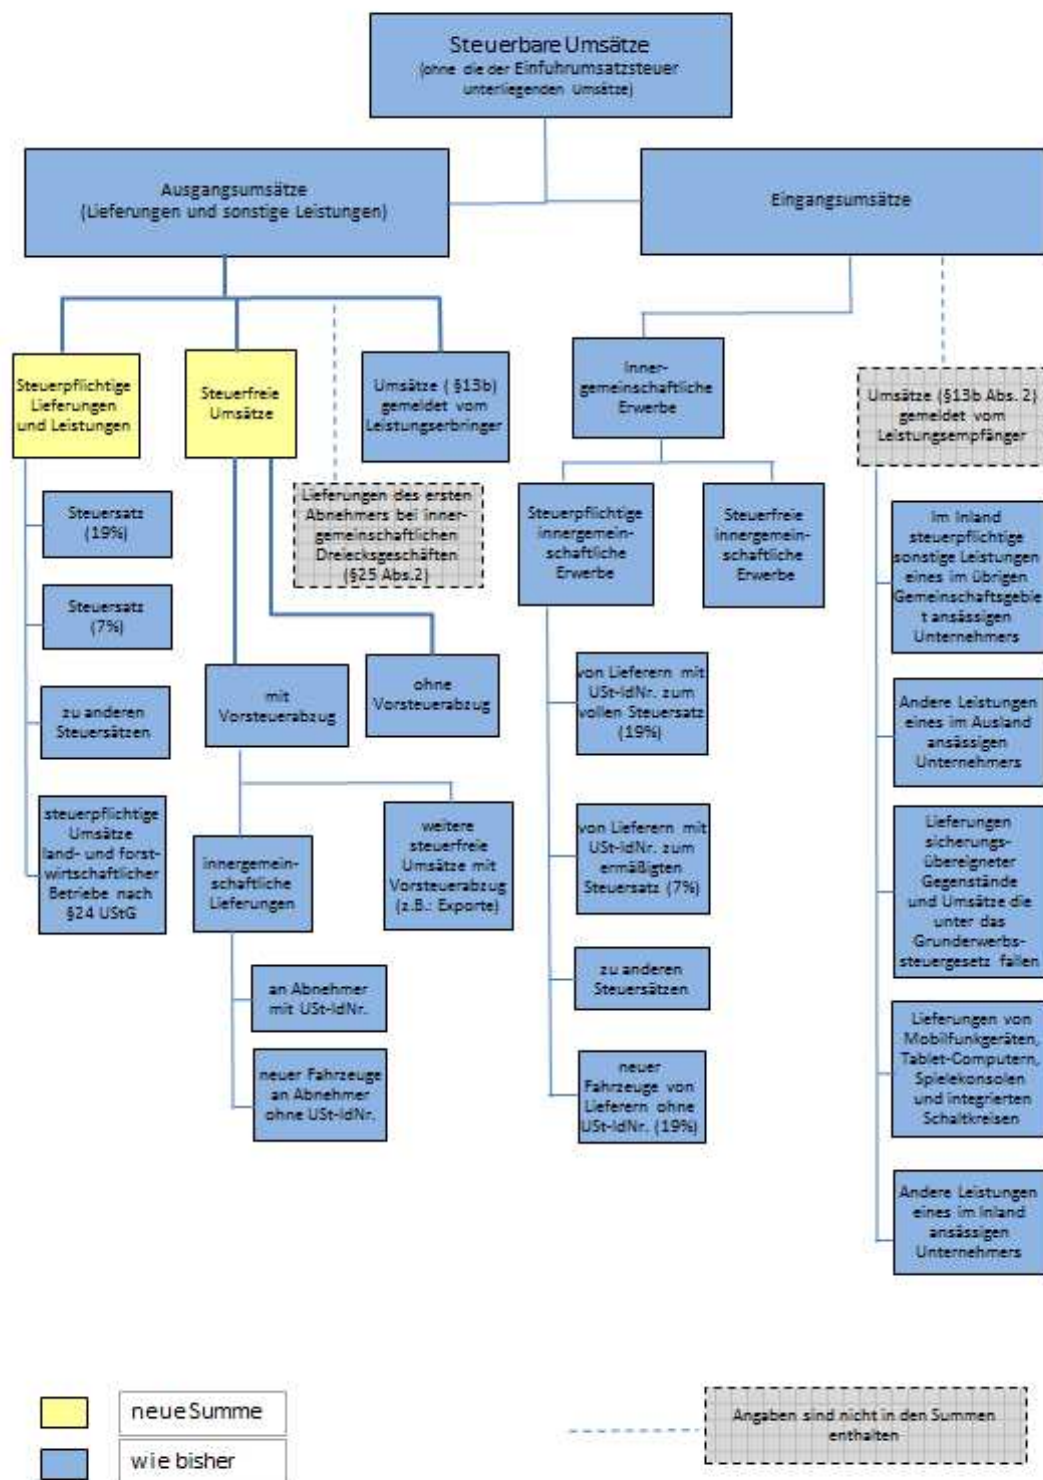 Steuerbare Umsätze
(ohne die der Einfuhrumsatzsteuer
unterliegenden Umsätze)
Ausgangsumsätze
(Lieferungen und sonstige Leistungen)
Eingangsumsätze
Steuerpflichtige
Lieferungen
und Leistungen
Steuerfreie
Umsätze
Umsätze ( §13b)
gemeldet vom
Leistungserbringer
Inner-
gemeinschaftliche
Erwerbe
Umsätze (§13b Abs. 2)
gemeldet vom
Leistungsempfänger
Lieferungen des ersten
Abnehmers bei inner-
gemeinschaftlichen
Dreiecksgeschäften
(§25 Abs.2)
Steuersatz
(19%)
Steuersatz
(7%)
zu anderen
Steuersätzen
steuerpflichtige
Umsätze
land- und forst-
wirtschaftlicher
Betriebe nach
§24 UStG
mit
Vorsteuerabzug
ohne
Vorsteuerabzug
innergemein-
schaftliche
Lieferungen
weitere
steuerfreie
Umsätze mit
Vorsteuerabzug
(z.B.: Exporte)
an Abnehmer
mit USt-IdNr.
neuer Fahrzeuge
an Abnehmer
ohne USt-IdNr.
Steuerpflichtige
innergemein-
schaftliche
Erwerbe
Steuerfreie
innergemein-
schaftliche
Erwerbe
von Lieferern mit
USt-IdNr. zum
vollen Steuersatz
(19%)
von Lieferern mit
USt-IdNr. zum
ermäßigten
Steuersatz (7%)
zu anderen
Steuersätzen
neuer
Fahrzeuge von
Lieferern ohne
USt-IdNr. (19%)
Im Inland
steuerpflichtige
sonstige Leistungen
eines im übrigen
Gemeinschaftsgebie
t ansässigen
Unternehmers
Andere Leistungen
eines im Ausland
ansässigen
Unternehmers
Lieferungen
sicherungs-
übereigneter
Gegenstände
und Umsätze die
unter das
Grunderwerbs-
steuergesetz fallen
Lieferungen von
Mobilfunkgeräten,
Tablet-Computern,
Spielekonsolen
und integrierten
Schaltkreisen
Andere Leistungen
eines im Inland
ansässigen
Unternehmers
neue Summe
wie bisher
Angaben sind nicht in den Summen
enthalten